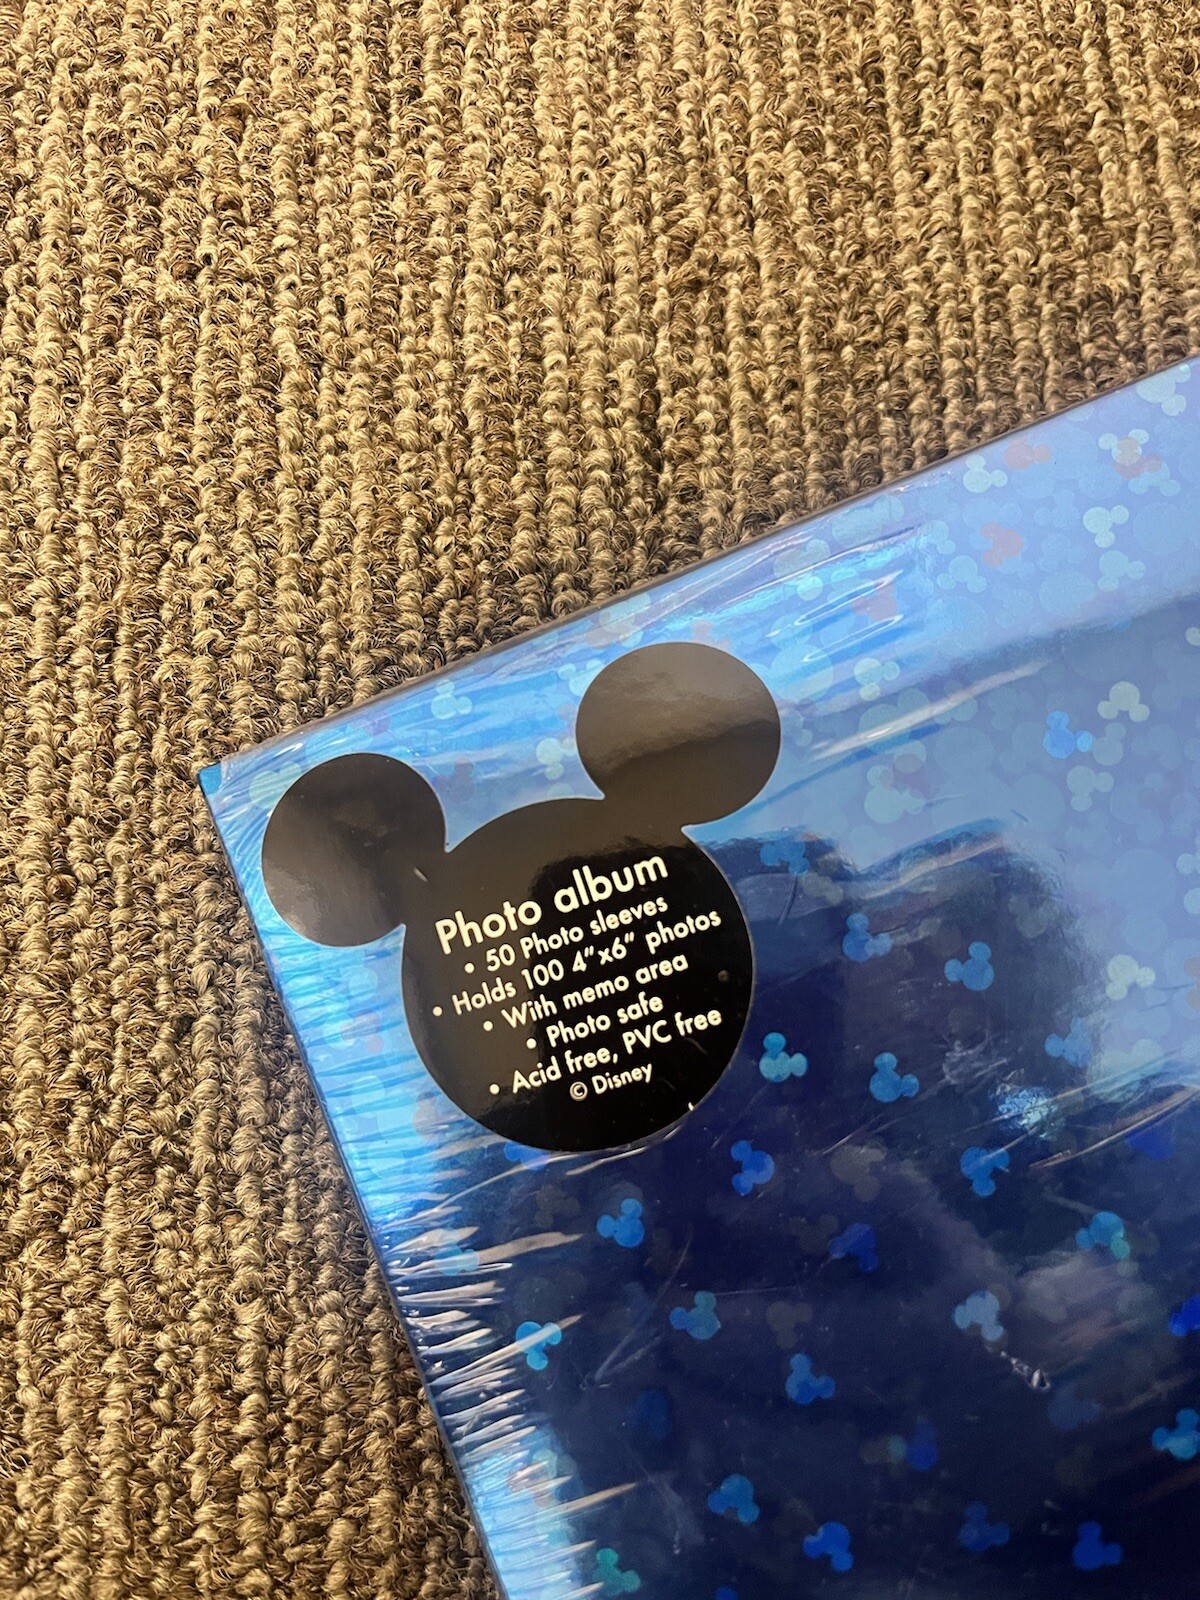 Photo album
• 50 Photo sleeves
• Holds 100 4"x6" photos
• With memo area
• Photo safe
• Acid free, PVC free
© Disney